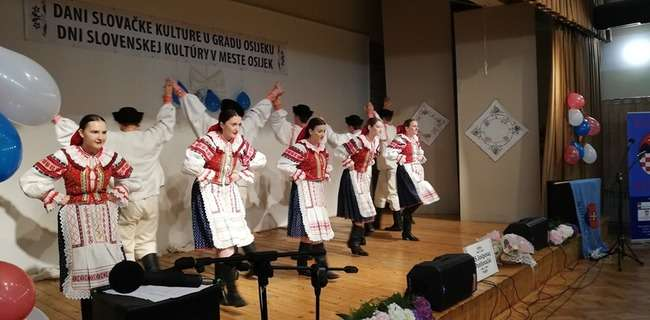 DANI SLOVAČKE KULTURE U GRADU OSIJEKU
DNI SLOVENSKEJ KULTÚRY V MESTE OSIJEK